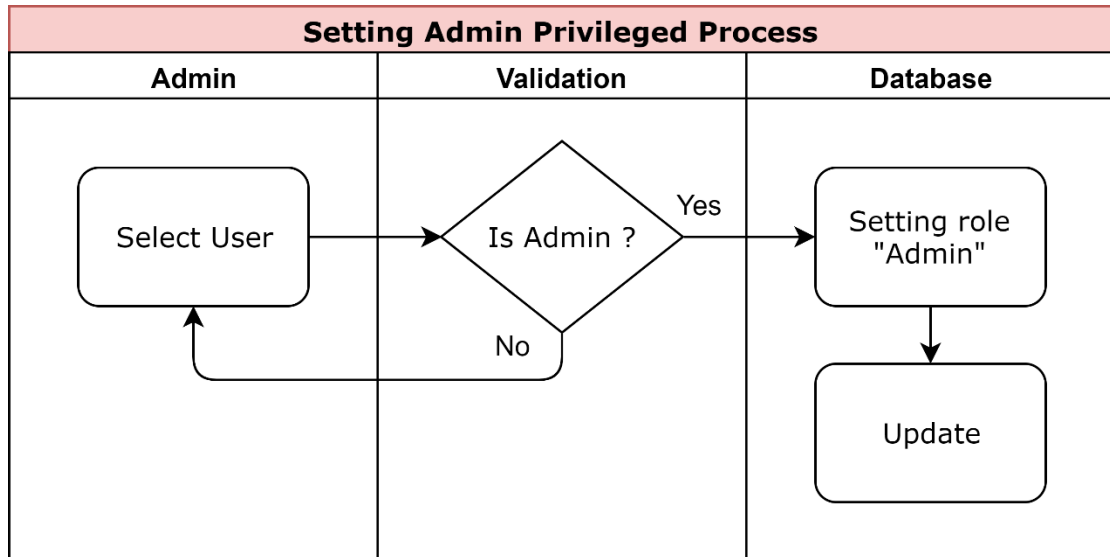 Setting Admin Privileged Process
Admin
Validation
Database
Select User
Is Admin ?
Yes
No
Setting role
"Admin"
Update